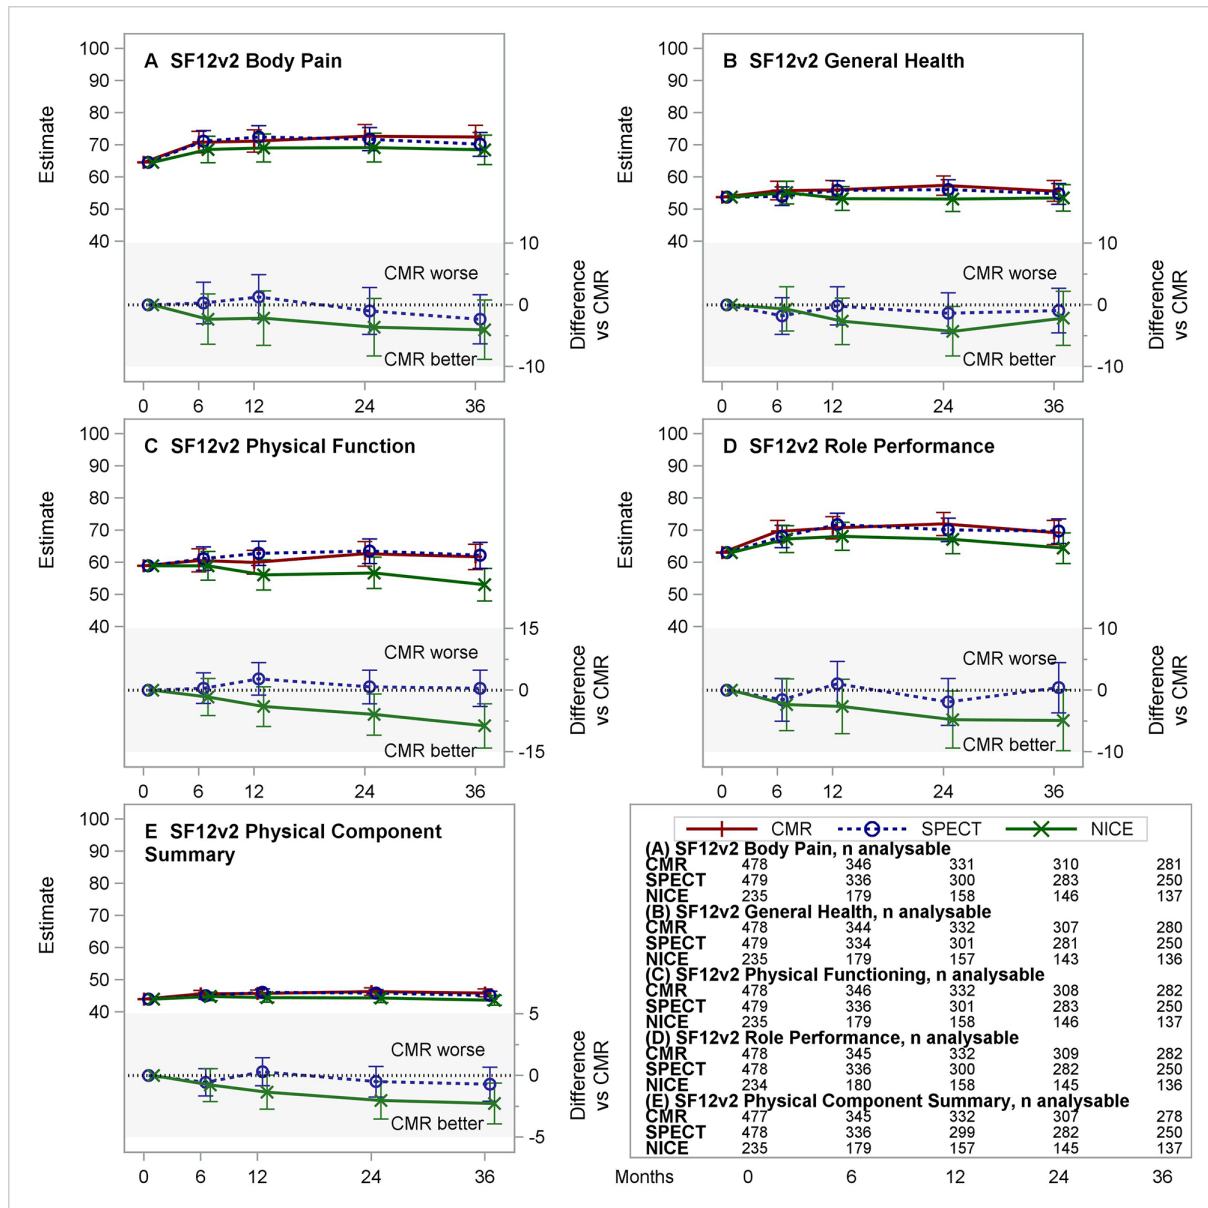 A SF12v2 Body Pain
100
90
80
70
60
50
40
Estimate
10
0
-10
Difference
vs CMR
CMR worse
CMR better
0 6 12 24 36
B SF12v2 General Health
100
90
80
70
60
50
40
Estimate
10
0
-10
Difference
vs CMR
CMR worse
CMR better
0 6 12 24 36
C SF12v2 Physical Function
100
90
80
70
60
50
40
Estimate
15
0
-15
Difference
vs CMR
CMR worse
CMR better
0 6 12 24 36
D SF12v2 Role Performance
100
90
80
70
60
50
40
Estimate
10
0
-10
Difference
vs CMR
CMR worse
CMR better
0 6 12 24 36
E SF12v2 Physical Component
Summary
100
90
80
70
60
50
40
Estimate
5
0
-5
Difference
vs CMR
CMR worse
CMR better
0 6 12 24 36
CMR SPECT NICE
(A) SF12v2 Body Pain, n analysable
CMR 478 346 331 310 281
SPECT 479 336 300 283 250
NICE 235 179 158 146 137
(B) SF12v2 General Health, n analysable
CMR 478 344 332 307 280
SPECT 479 334 301 281 250
NICE 235 179 157 143 136
(C) SF12v2 Physical Functioning, n analysable
CMR 478 346 332 308 282
SPECT 479 336 301 283 250
NICE 235 179 158 146 137
(D) SF12v2 Role Performance, n analysable
CMR 478 345 332 309 282
SPECT 478 336 300 282 250
NICE 234 180 158 145 136
(E) SF12v2 Physical Component Summary, n analysable
CMR 477 345 332 307 278
SPECT 478 336 299 282 250
NICE 235 179 157 145 137
Months 0 6 12 24 36